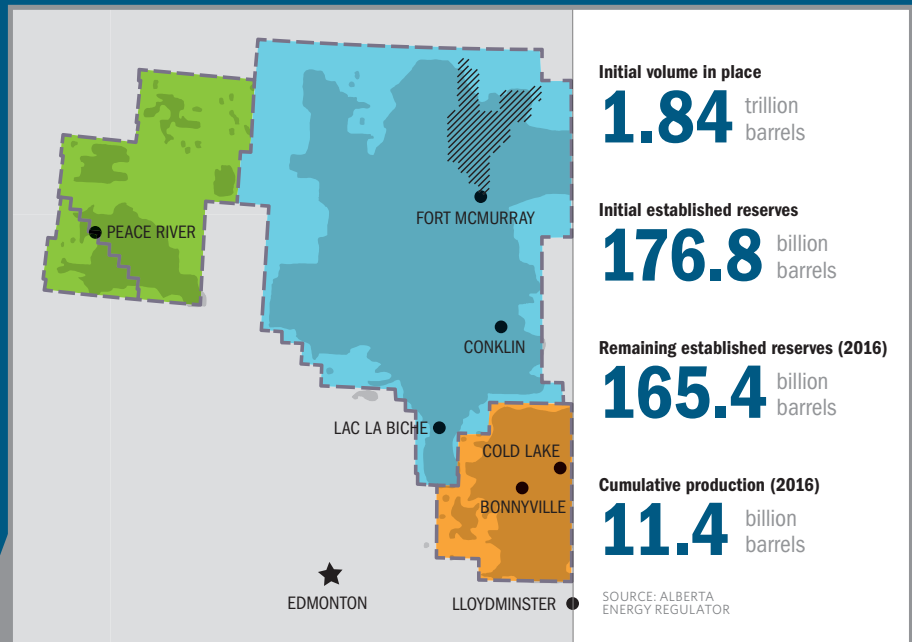 PEACE RIVER
FORT MCMURRAY
CONKLIN
LAC LA BICHE
COLD LAKE
BONNYVILLE
EDMONTON
LLOYDMINSTER
Initial volume in place
1.84 trillion
barrels
Initial established reserves
176.8 billion
barrels
Remaining established reserves (2016)
165.4 billion
barrels
Cumulative production (2016)
11.4 billion
barrels
SOURCE: ALBERTA
ENERGY REGULATOR